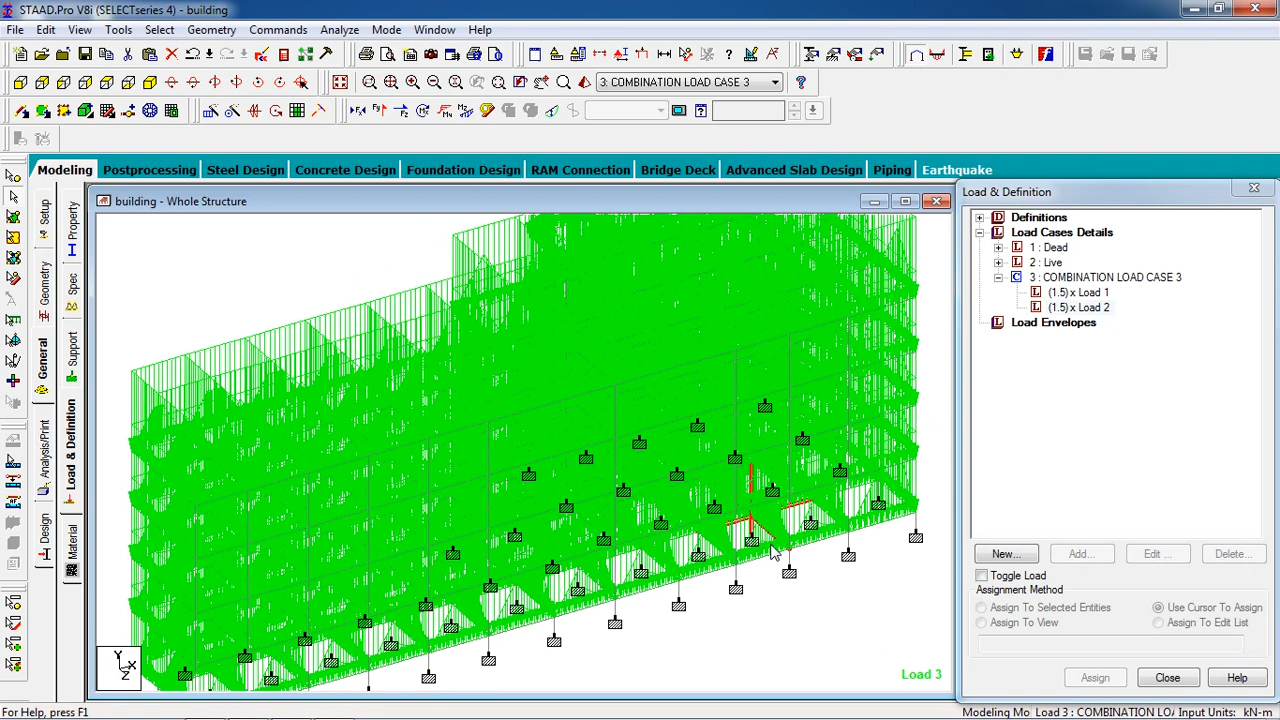 STAAD.Pro V8i (SELECTseries 4) - building
File Edit View Tools Select Geometry Commands Analyze Mode Window Help
3: COMBINATION LOAD CASE 3
Modeling Postprocessing Steel Design Concrete Design Foundation Design RAM Connection Bridge Deck Advanced Slab Design Piping Earthquake
building - Whole Structure
Load & Definition
Setup
Geometry
General
Analysis/Print
Design
Property
Spec
Support
Load & Definition
Material
Definitions
Load Cases Details
1 : Dead
2 : Live
3 : COMBINATION LOAD CASE 3
(1.5) x Load 1
(1.5) x Load 2
Load Envelopes
New... Add... Edit ... Delete...
Toggle Load
Assignment Method
Assign To Selected Entities Use Cursor To Assign
Assign To View Assign To Edit List
Assign Close Help
Y
X
Z
Load 3
For Help, press F1 Modeling Mo Load 3 : COMBINATION LOA Input Units: kN-m